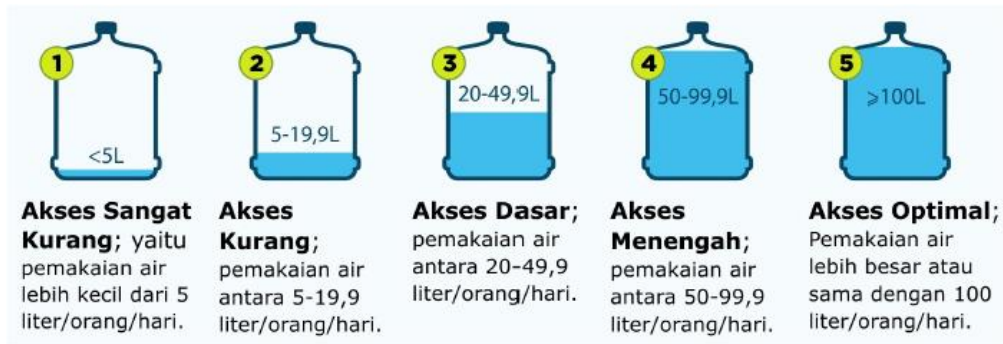 1
<5L
Akses Sangat
Kurang; yaitu
pemakaian air
lebih kecil dari 5
liter/orang/hari.
2
5-19,9L
Akses
Kurang;
pemakaian air
antara 5-19,9
liter/orang/hari.
3
20-49,9L
Akses Dasar;
pemakaian air
antara 20–49,9
liter/orang/hari.
4
50-99,9L
Akses
Menengah;
pemakaian air
antara 50-99,9
liter/orang/hari.
5
⩾100L
Akses Optimal;
Pemakaian air
lebih besar atau
sama dengan 100
liter/orang/hari.